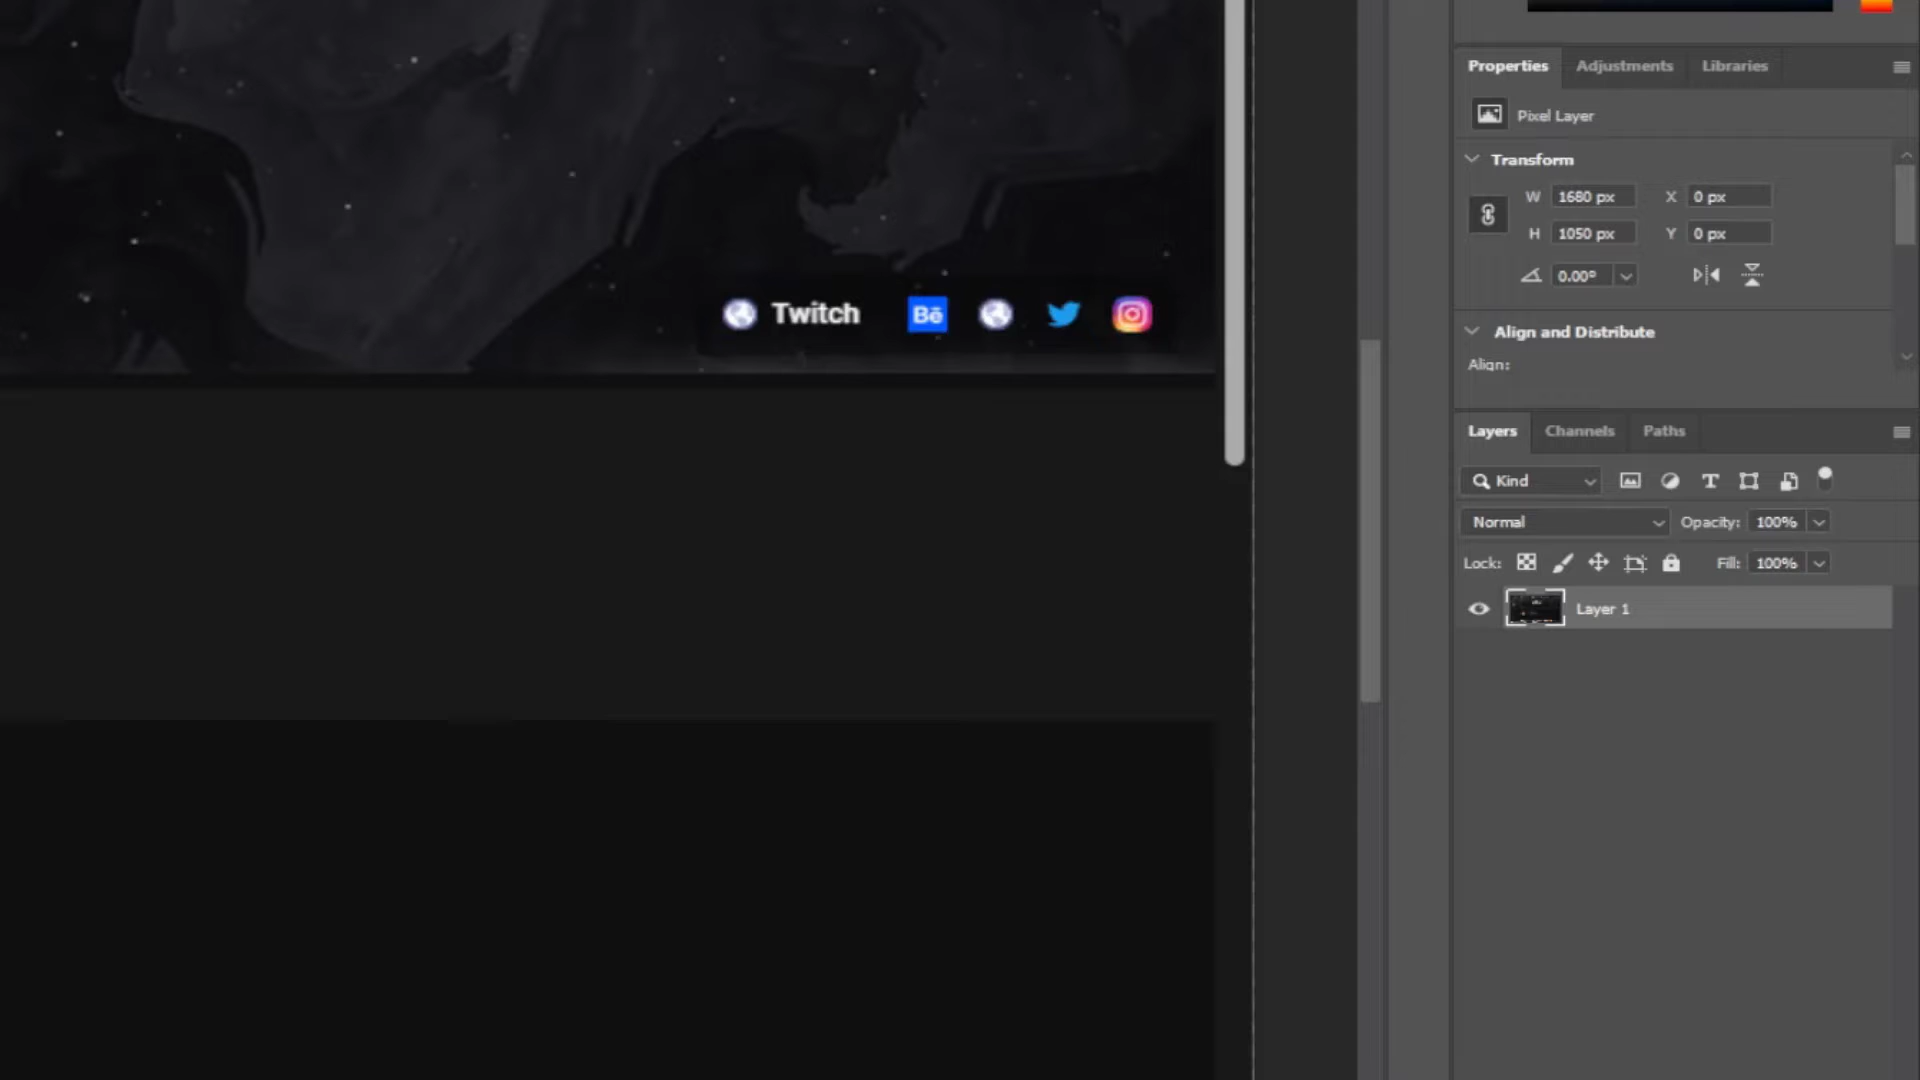 Properties Adjustments Libraries
Pixel Layer
Transform
W 1680 px X 0 px
H 1050 px Y 0 px
0.00°
Twitch Bē
Align and Distribute
Align:
Layers Channels Paths
Kind T
Normal Opacity: 100%
Lock: Fill: 100%
Layer 1